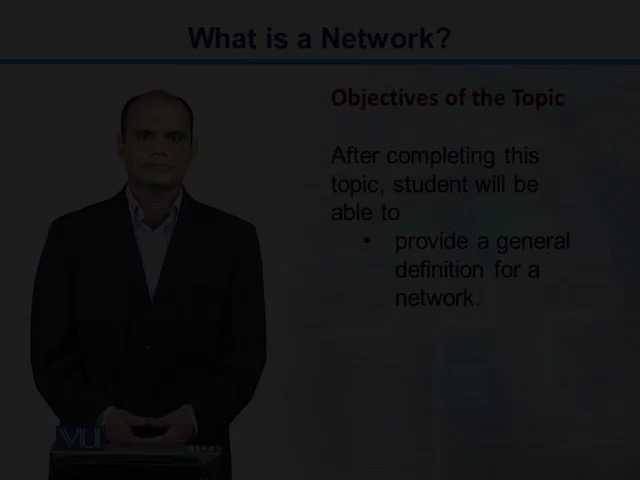 What is a Network?
Objectives of the Topic
After completing this
topic, student will be
able to
• provide a general
definition for a
network.
VU